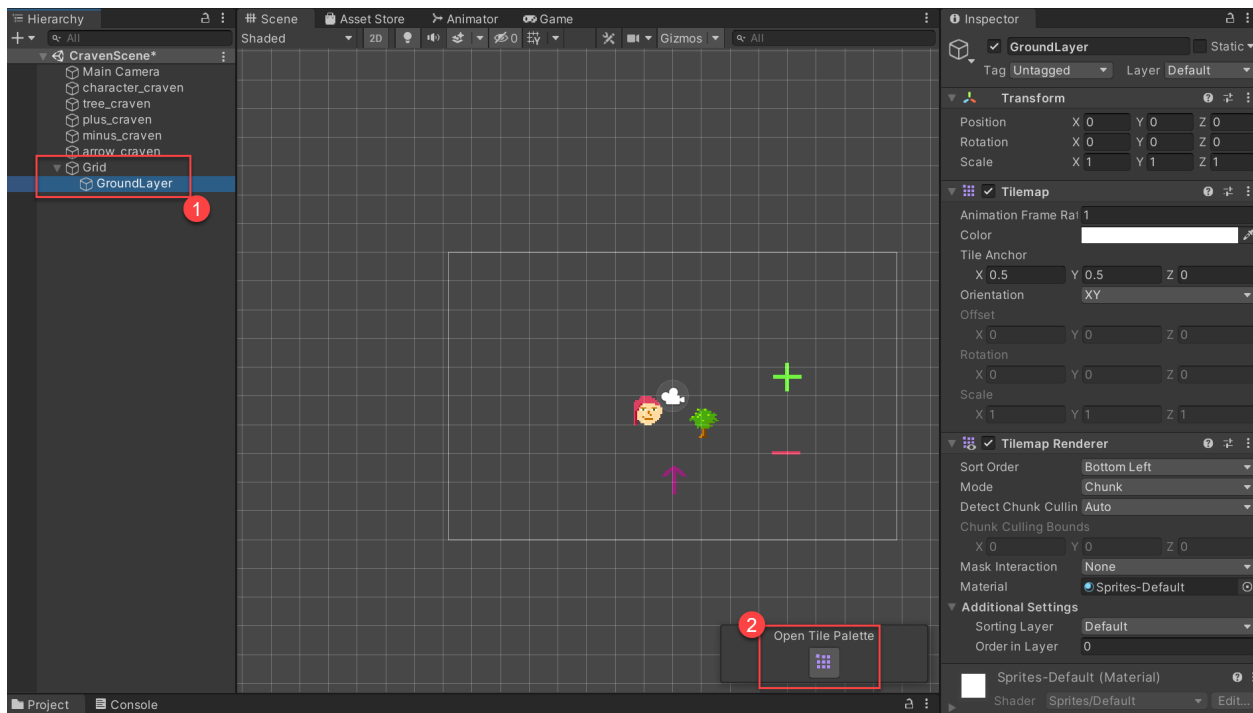 Hierarchy
All
CravenScene*
Main Camera
character_craven
tree_craven
plus_craven
minus_craven
arrow_craven
Grid
GroundLayer
1
Scene
Asset Store
Animator
Game
Shaded
2D
0
Gizmos
All
2
Open Tile Palette
Project
Console
Inspector
GroundLayer
Static
Tag Untagged Layer Default
Transform
Position X 0 Y 0 Z 0
Rotation X 0 Y 0 Z 0
Scale X 1 Y 1 Z 1
Tilemap
Animation Frame Rat 1
Color
Tile Anchor
X 0.5 Y 0.5 Z 0
Orientation XY
Offset
X 0 Y 0 Z 0
Rotation
X 0 Y 0 Z 0
Scale
X 1 Y 1 Z 1
Tilemap Renderer
Sort Order Bottom Left
Mode Chunk
Detect Chunk Cullin Auto
Chunk Culling Bounds
X 0 Y 0 Z 0
Mask Interaction None
Material Sprites-Default
Additional Settings
Sorting Layer Default
Order in Layer 0
Sprites-Default (Material)
Shader Sprites/Default Edit...